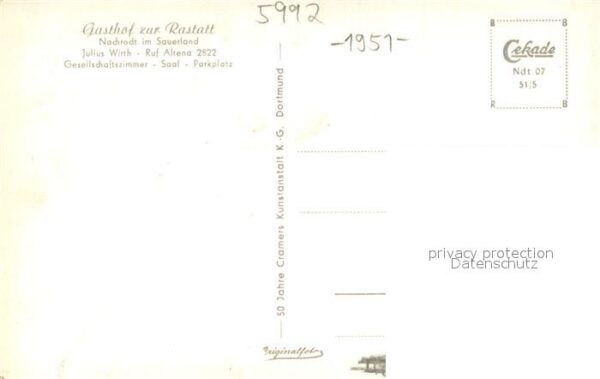 5992
Gasthof zur Rastatt
Nachrodt im Sauerland
Julius Wirth - Ruf Altena 2822
Gesellschaftszimmer - Saal - Parkplatz
-1951-
B B
Cekade
Ndt 07
51/5
R B
50 Jahre Cramers Kunstanstalt K.-G. Dortmund
privacy protection
Datenschutz
Originalfoto